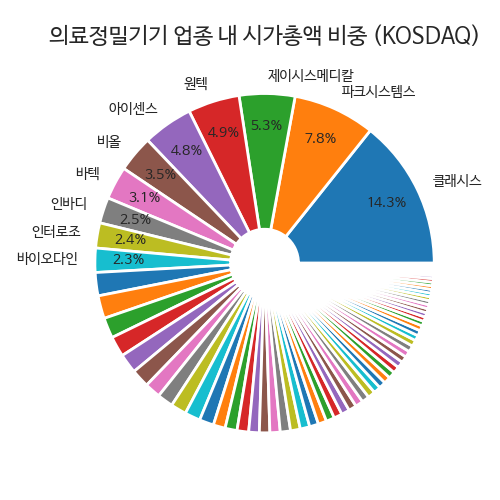 의료정밀기기 업종 내 시가총액 비중 (KOSDAQ)
클래시스
14.3%
파크시스템스
7.8%
제이시스메디칼
5.3%
원텍
4.9%
아이센스
4.8%
비올
3.5%
바텍
3.1%
인바디
2.5%
인터로조
2.4%
바이오다인
2.3%